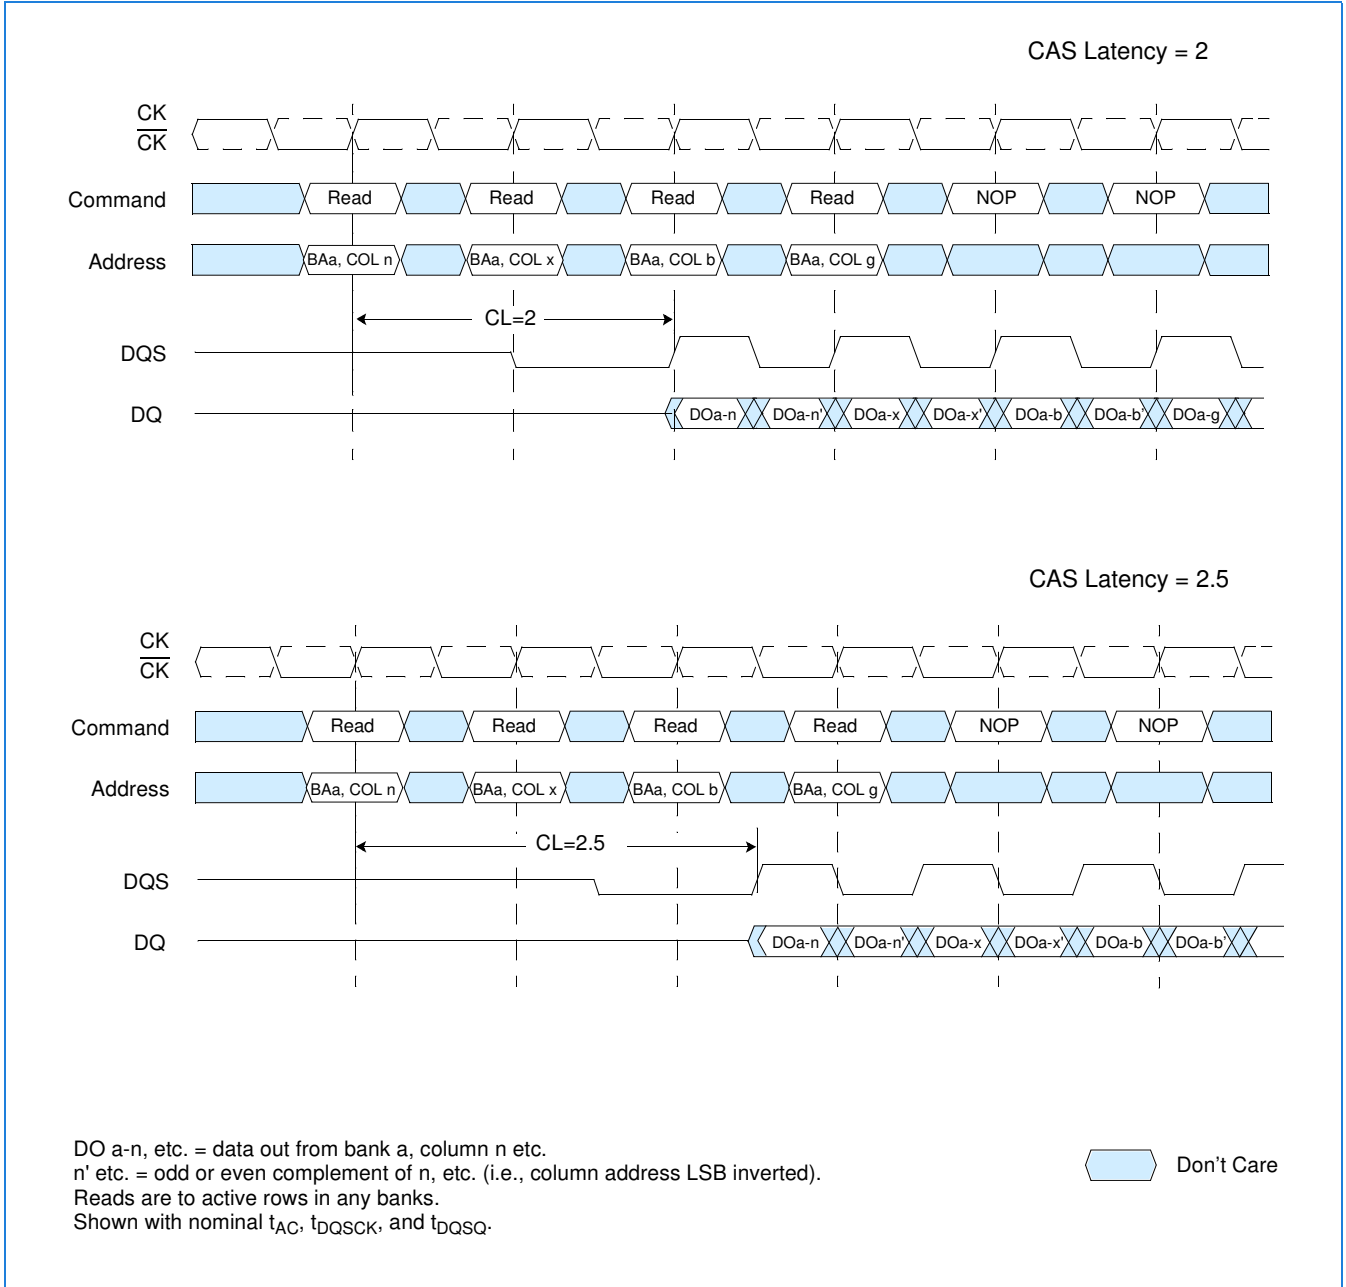 CAS Latency = 2
CK
CK
Command Read Read Read Read NOP NOP
Address BAa, COL n BAa, COL x BAa, COL b BAa, COL g
CL=2
DQS
DQ DOa-n DOa-n' DOa-x DOa-x' DOa-b DOa-b' DOa-g
CAS Latency = 2.5
CK
CK
Command Read Read Read Read NOP NOP
Address BAa, COL n BAa, COL x BAa, COL b BAa, COL g
CL=2.5
DQS
DQ DOa-n DOa-n' DOa-x DOa-x' DOa-b DOa-b'
DO a-n, etc. = data out from bank a, column n etc.
n' etc. = odd or even complement of n, etc. (i.e., column address LSB inverted).
Reads are to active rows in any banks.
Shown with nominal tAC, tDQSCK, and tDQSQ.
Don't Care